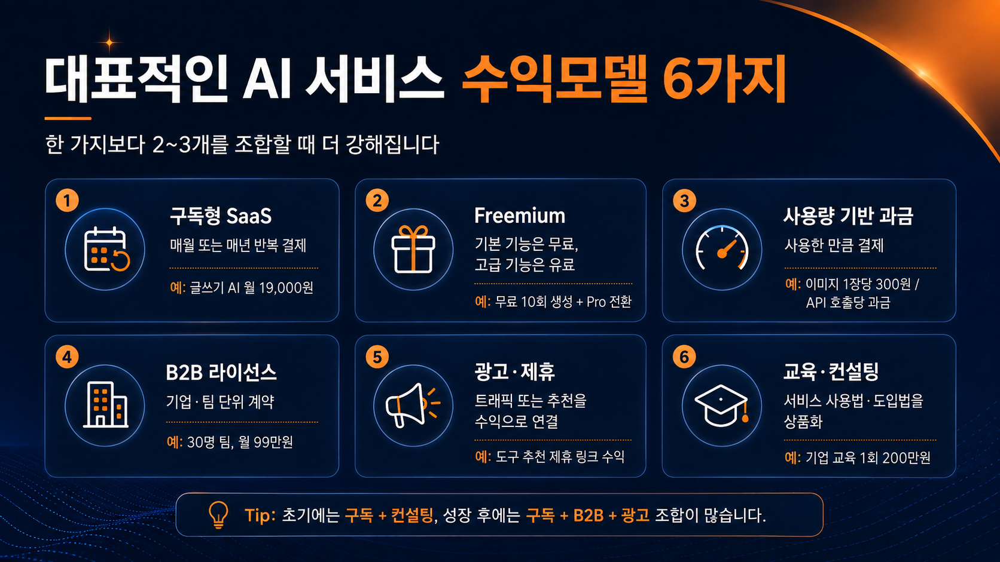 대표적인 AI 서비스 수익모델 6가지
한 가지보다 2~3개를 조합할 때 더 강해집니다
1
구독형 SaaS
매월 또는 매년 반복 결제
예: 글쓰기 AI 월 19,000원
2
Freemium
기본 기능은 무료,
고급 기능은 유료
예: 무료 10회 생성 + Pro 전환
3
사용량 기반 과금
사용한 만큼 결제
예: 이미지 1장당 300원 /
API 호출당 과금
4
B2B 라이선스
기업·팀 단위 계약
예: 30명 팀, 월 99만원
5
광고·제휴
트래픽 또는 추천을
수익으로 연결
예: 도구 추천 제휴 링크 수익
6
교육·컨설팅
서비스 사용법·도입법을
상품화
예: 기업 교육 1회 200만원
Tip: 초기에는 구독 + 컨설팅, 성장 후에는 구독 + B2B + 광고 조합이 많습니다.